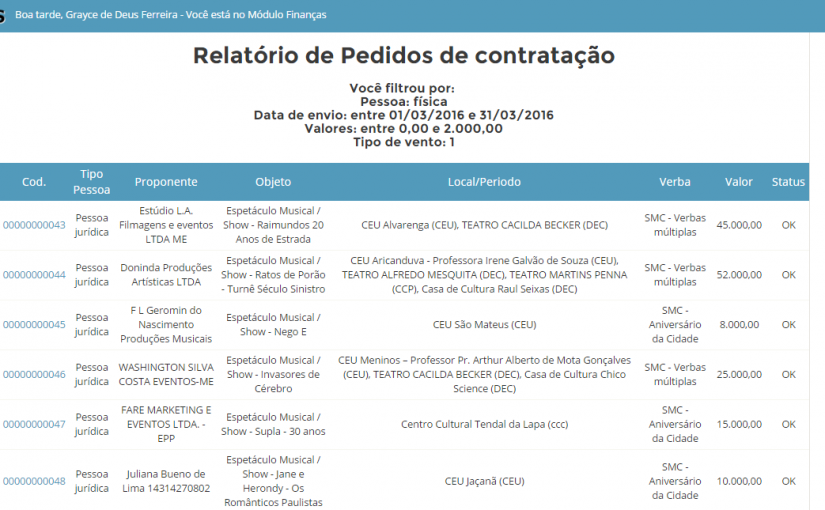 S Boa tarde, Grayce de Deus Ferreira - Você está no Módulo Finanças
Relatório de Pedidos de contratação
Você filtrou por:
Pessoa: física
Data de envio: entre 01/03/2016 e 31/03/2016
Valores: entre 0,00 e 2.000,00
Tipo de vento: 1
Cod. Tipo Pessoa Proponente Objeto Local/Periodo Verba Valor Status
00000000043 Pessoa jurídica Estúdio L.A. Filmagens e eventos LTDA ME Espetáculo Musical / Show - Raimundos 20 Anos de Estrada CEU Alvarenga (CEU), TEATRO CACILDA BECKER (DEC) SMC - Verbas múltiplas 45.000,00 OK
00000000044 Pessoa jurídica Doninda Produções Artísticas LTDA Espetáculo Musical / Show - Ratos de Porão - Turnê Século Sinistro CEU Aricanduva - Professora Irene Galvão de Souza (CEU), TEATRO ALFREDO MESQUITA (DEC), TEATRO MARTINS PENNA (CCP), Casa de Cultura Raul Seixas (DEC) SMC - Verbas múltiplas 52.000,00 OK
00000000045 Pessoa jurídica F L Geromin do Nascimento Produções Musicais Espetáculo Musical / Show - Nego E CEU São Mateus (CEU) SMC - Aniversário da Cidade 8.000,00 OK
00000000046 Pessoa jurídica WASHINGTON SILVA COSTA EVENTOS-ME Espetáculo Musical / Show - Invasores de Cérebro CEU Meninos – Professor Pr. Arthur Alberto de Mota Gonçalves (CEU), TEATRO CACILDA BECKER (DEC), Casa de Cultura Chico Science (DEC) SMC - Verbas múltiplas 25.000,00 OK
00000000047 Pessoa jurídica FARE MARKETING E EVENTOS LTDA. - EPP Espetáculo Musical / Show - Supla - 30 anos Centro Cultural Tendal da Lapa (ccc) SMC - Aniversário da Cidade 15.000,00 OK
00000000048 Pessoa jurídica Juliana Bueno de Lima 14314270802 Espetáculo Musical / Show - Jane e Herondy - Os Românticos Paulistas CEU Jaçanã (CEU) SMC - Aniversário da Cidade 10.000,00 OK